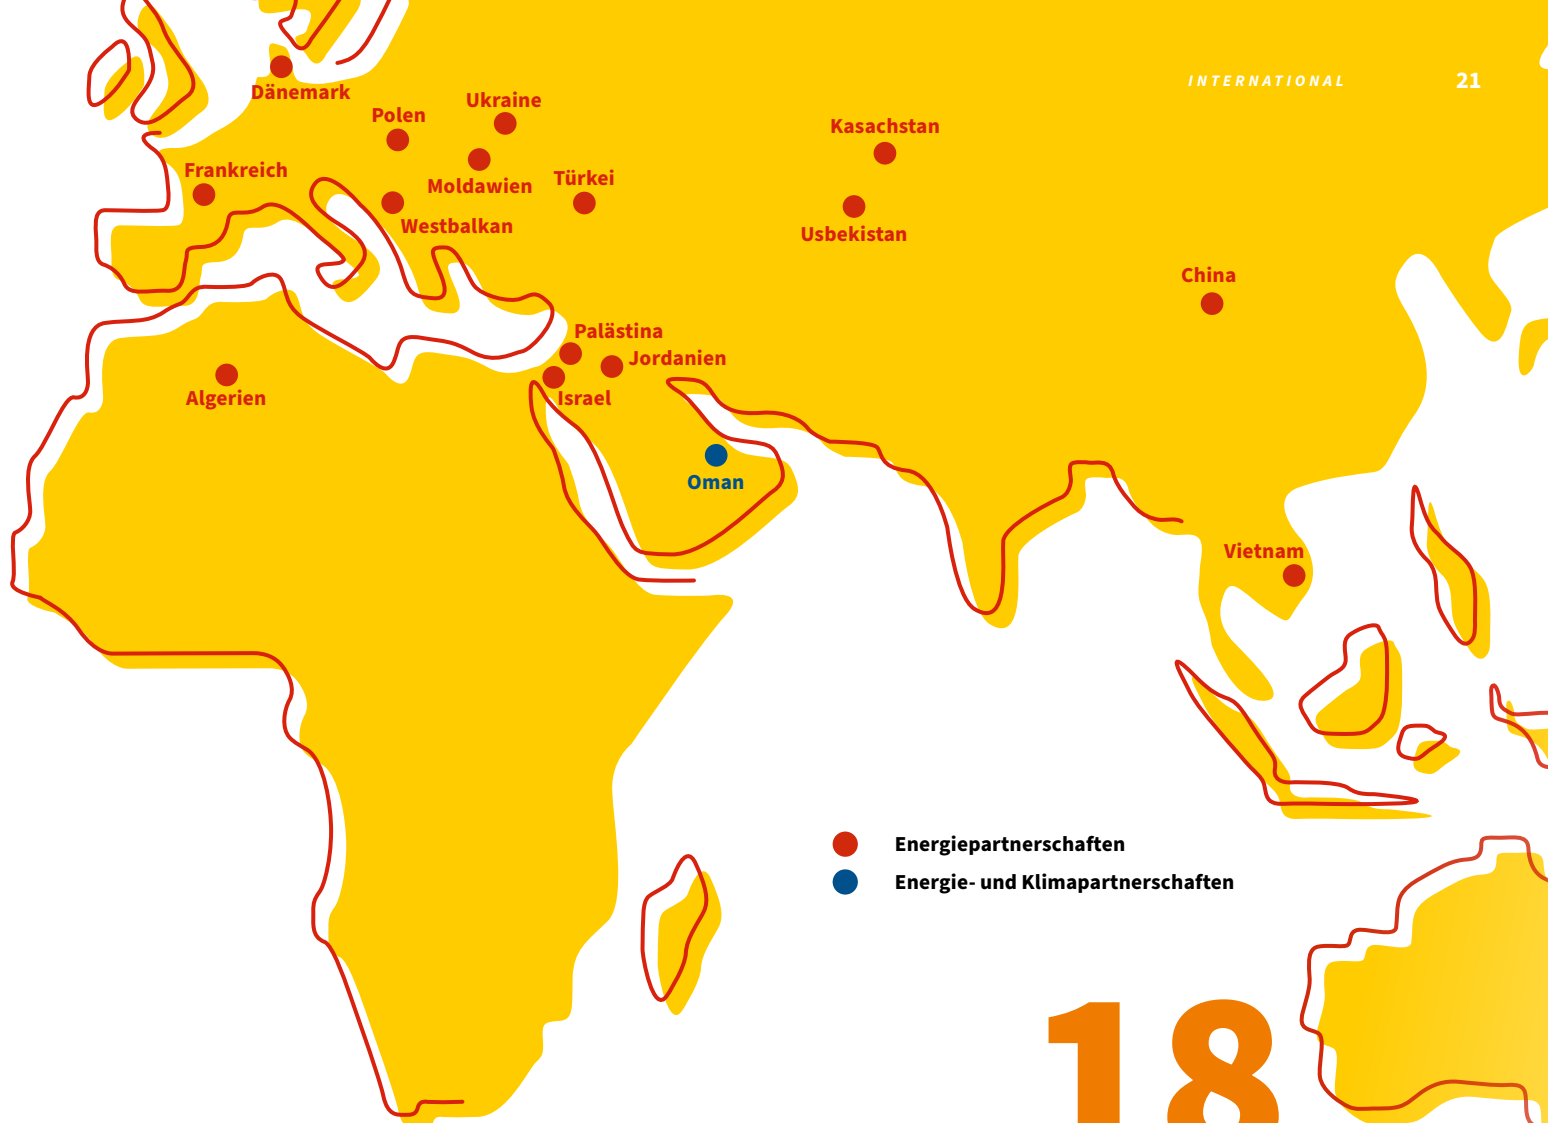 INTERNATIONAL 21
Dänemark
Polen
Ukraine
Kasachstan
Frankreich
Moldawien
Türkei
Westbalkan
Usbekistan
China
Palästina
Jordanien
Algerien
Israel
Oman
Vietnam
Energiepartnerschaften
Energie- und Klimapartnerschaften
18